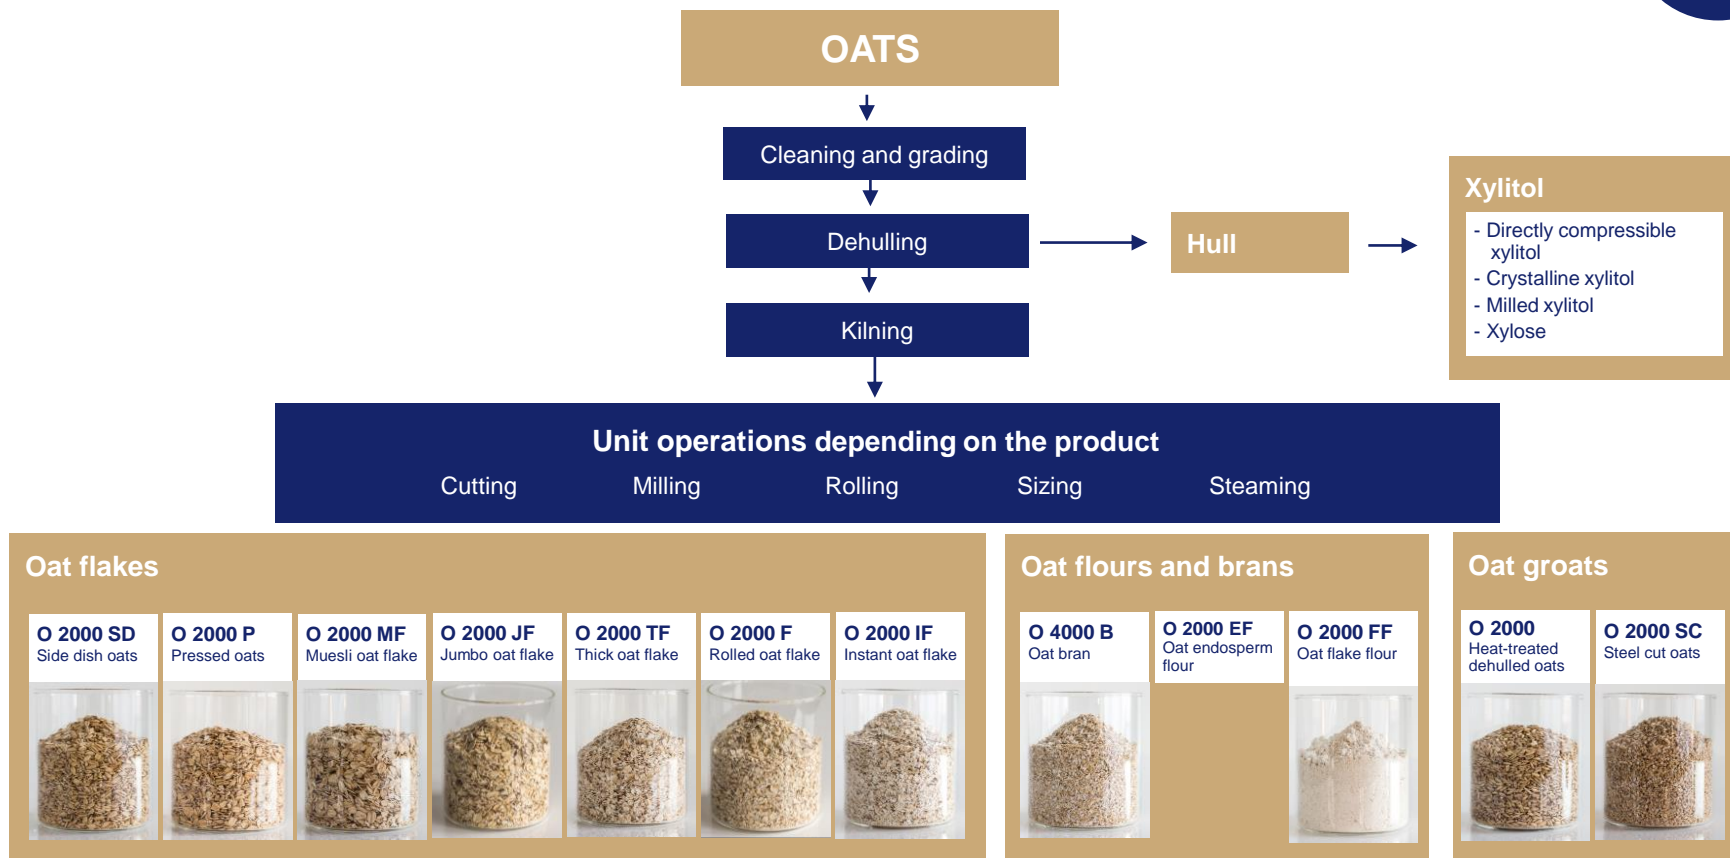 OATS
Cleaning and grading
Dehulling
Hull
Xylitol
- Directly compressible
xylitol
- Crystalline xylitol
- Milled xylitol
- Xylose
Kilning
Unit operations depending on the product
Cutting Milling Rolling Sizing Steaming
Oat flakes
O 2000 SD
Side dish oats
O 2000 P
Pressed oats
O 2000 MF
Muesli oat flake
O 2000 JF
Jumbo oat flake
O 2000 TF
Thick oat flake
O 2000 F
Rolled oat flake
O 2000 IF
Instant oat flake
Oat flours and brans
O 4000 B
Oat bran
O 2000 EF
Oat endosperm
flour
O 2000 FF
Oat flake flour
Oat groats
O 2000
Heat-treated
dehulled oats
O 2000 SC
Steel cut oats